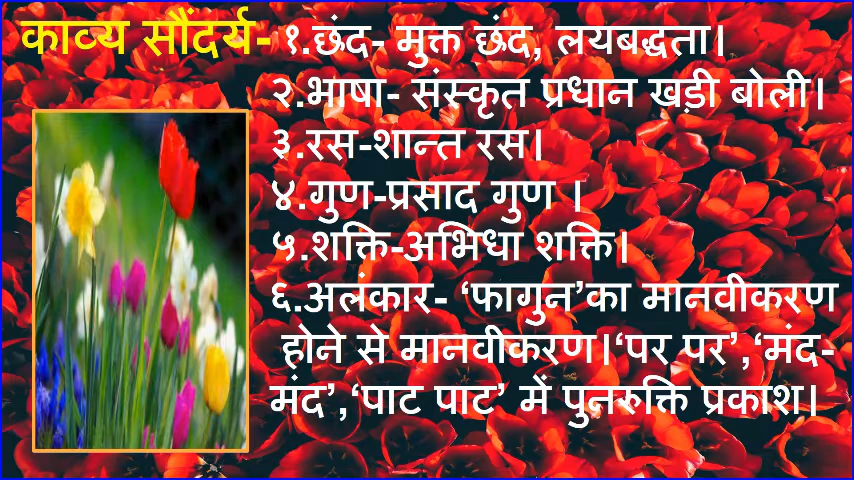 काव्य सौंदर्य- १.छंद- मुक्त छंद, लयबद्धता।
२.भाषा- संस्कृत प्रधान खड़ी बोली।
३.रस-शान्त रस।
४.गुण-प्रसाद गुण ।
५.शक्ति-अभिधा शक्ति।
६.अलंकार- ‘फागुन’का मानवीकरण
होने से मानवीकरण।‘पर पर’,‘मंद-
मंद’,‘पाट पाट’ में पुनरुक्ति प्रकाश।